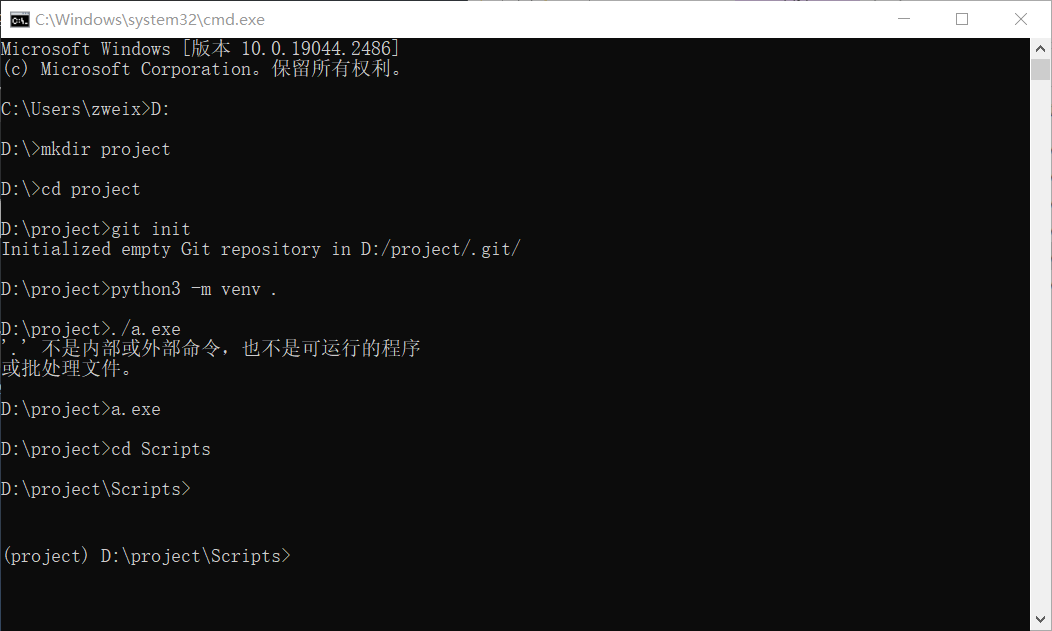 C:\Windows\system32\cmd.exe
Microsoft Windows [版本 10.0.19044.2486]
(c) Microsoft Corporation。保留所有权利。
C:\Users\zweix>D:
D:\>mkdir project
D:\>cd project
D:\project>git init
Initialized empty Git repository in D:/project/.git/
D:\project>python3 -m venv .
D:\project>./a.exe
'.' 不是内部或外部命令，也不是可运行的程序
或批处理文件。
D:\project>a.exe
D:\project>cd Scripts
D:\project\Scripts>
(project) D:\project\Scripts>